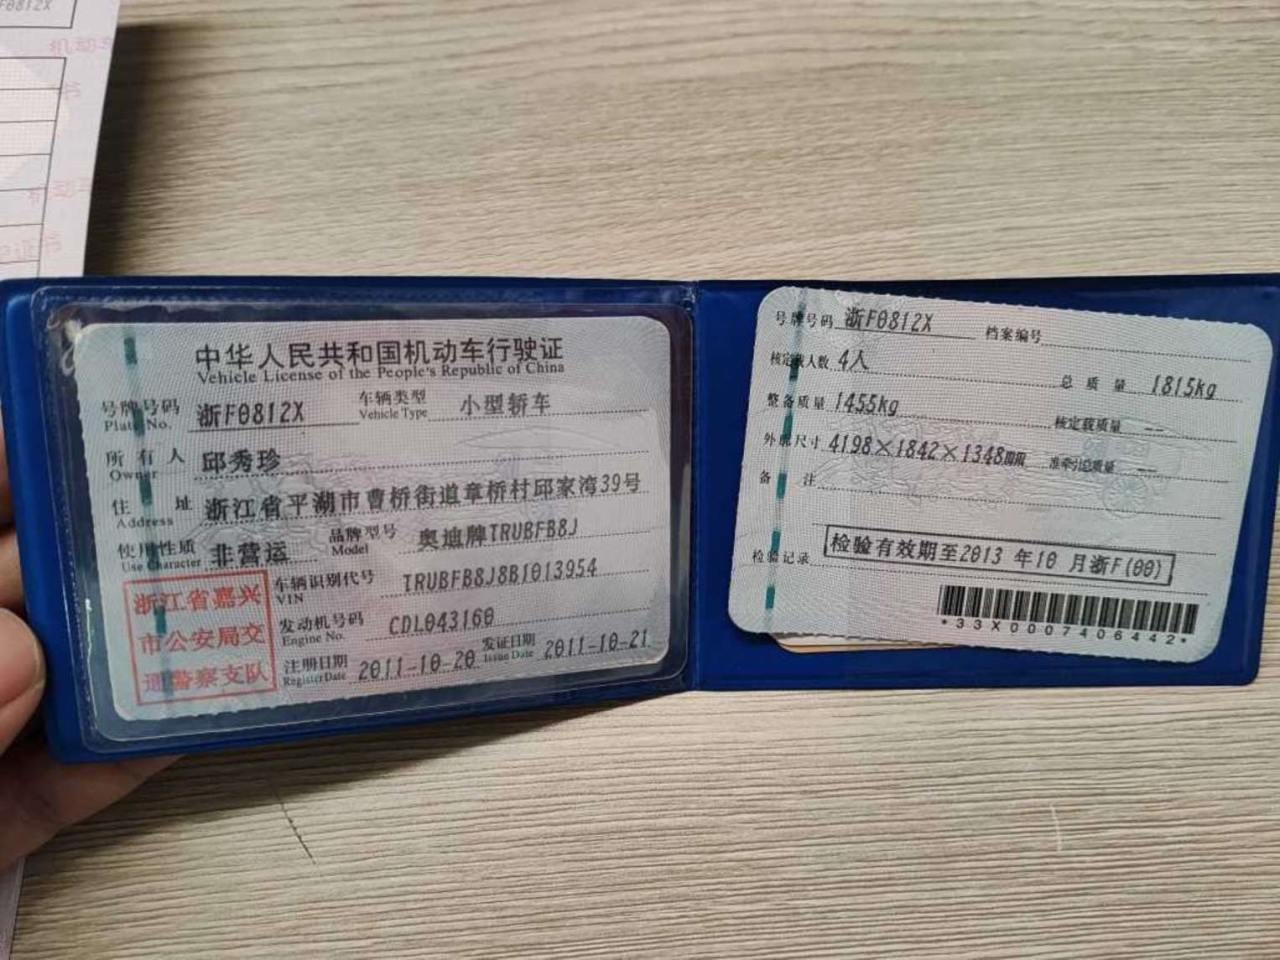 F0812X
机动车
中华人民共和国机动车行驶证
Vehicle License of the People's Republic of China
号牌号码 浙F0812X 车辆类型 小型轿车
Plate No. Vehicle Type
所有人 邱秀珍
Owner
住址 浙江省平湖市曹桥街道章桥村邱家湾39号
Address
使用性质 非营运 品牌型号 奥迪牌TRUBFB8J
Use Character Model
浙江省嘉兴
市公安局交
通警察支队
车辆识别代号 TRUBFB8J8B1013954
VIN
发动机号码 CDL043160
Engine No.
注册日期 2011-10-20 发证日期 2011-10-21
Register Date Issue Date
号牌号码 浙F0812X 档案编号
核定载人数 4人 总质量 1815kg
整备质量 1455kg 核定载质量 --
外廓尺寸 4198×1842×1348mm 准牵引总质量 --
备注
检验记录 检验有效期至2013 年10 月浙F(00)
*33X0007406442*